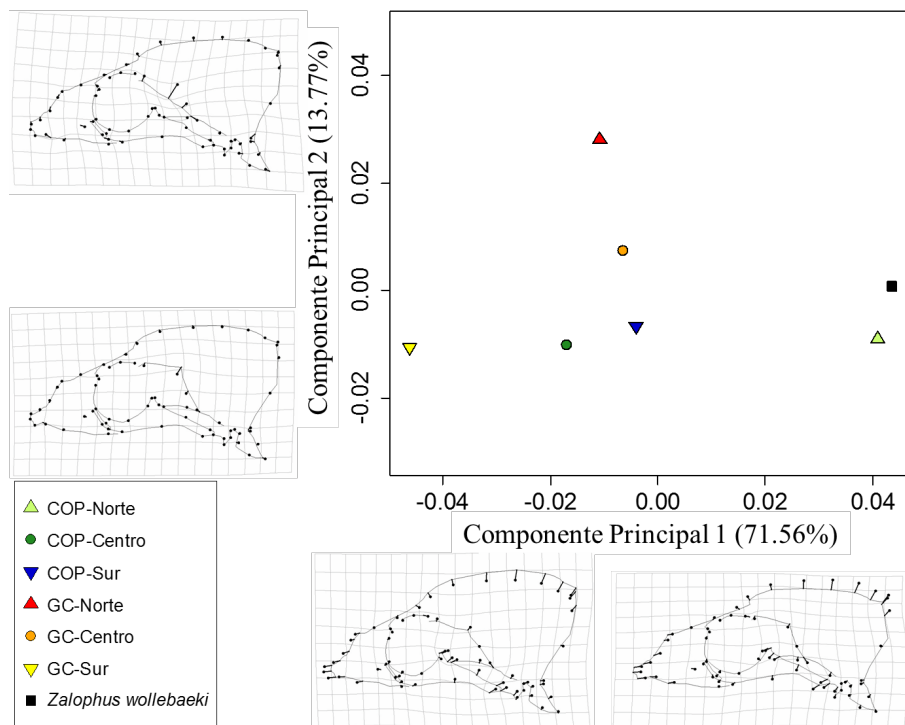 Componente Principal 2 (13.77%)
0.04
0.02
0.00
-0.02
-0.04
-0.02
0.00
0.02
0.04
Componente Principal 1 (71.56%)
COP-Norte
COP-Centro
COP-Sur
GC-Norte
GC-Centro
GC-Sur
Zalophus wollebaeki